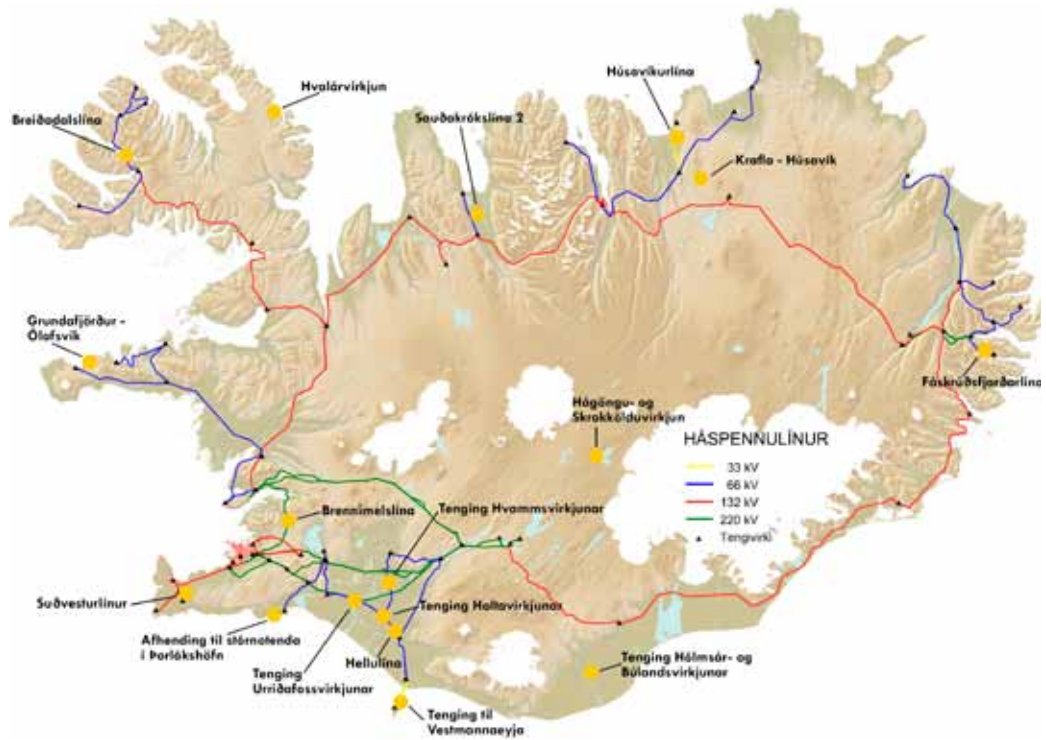 Hvalárvirkjun
Húsavíkurlína
Breiðadalslína
Sauðakrókslína 2
Krafla - Húsavík
Grundafjörður -
Ólafsvík
Fáskrúðsfjarðarlína
Hágöngu- og
Skrokkölduvirkjun
HÁSPENNULÍNUR
33 kV
66 kV
132 kV
220 kV
Tengivirki
Brennimelslína
Tenging Hvammsvirkjunar
Suðvesturlínur
Tenging Holtavirkjunar
Afhending til stórnotenda
í Þorlákshöfn
Hellulína
Tenging
Urriðafossvirkjunar
Tenging Hólmsár- og
Búlandsvirkjunar
Tenging til
Vestmannaeyja